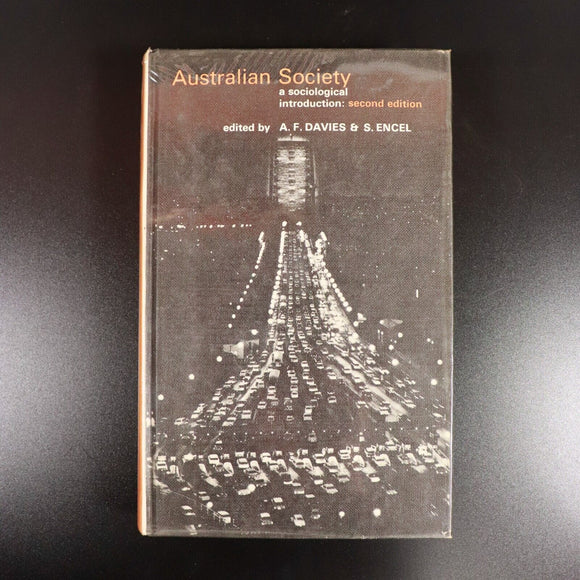 Australian Society
a sociological
introduction: second edition
edited by A. F. DAVIES & S. ENCEL